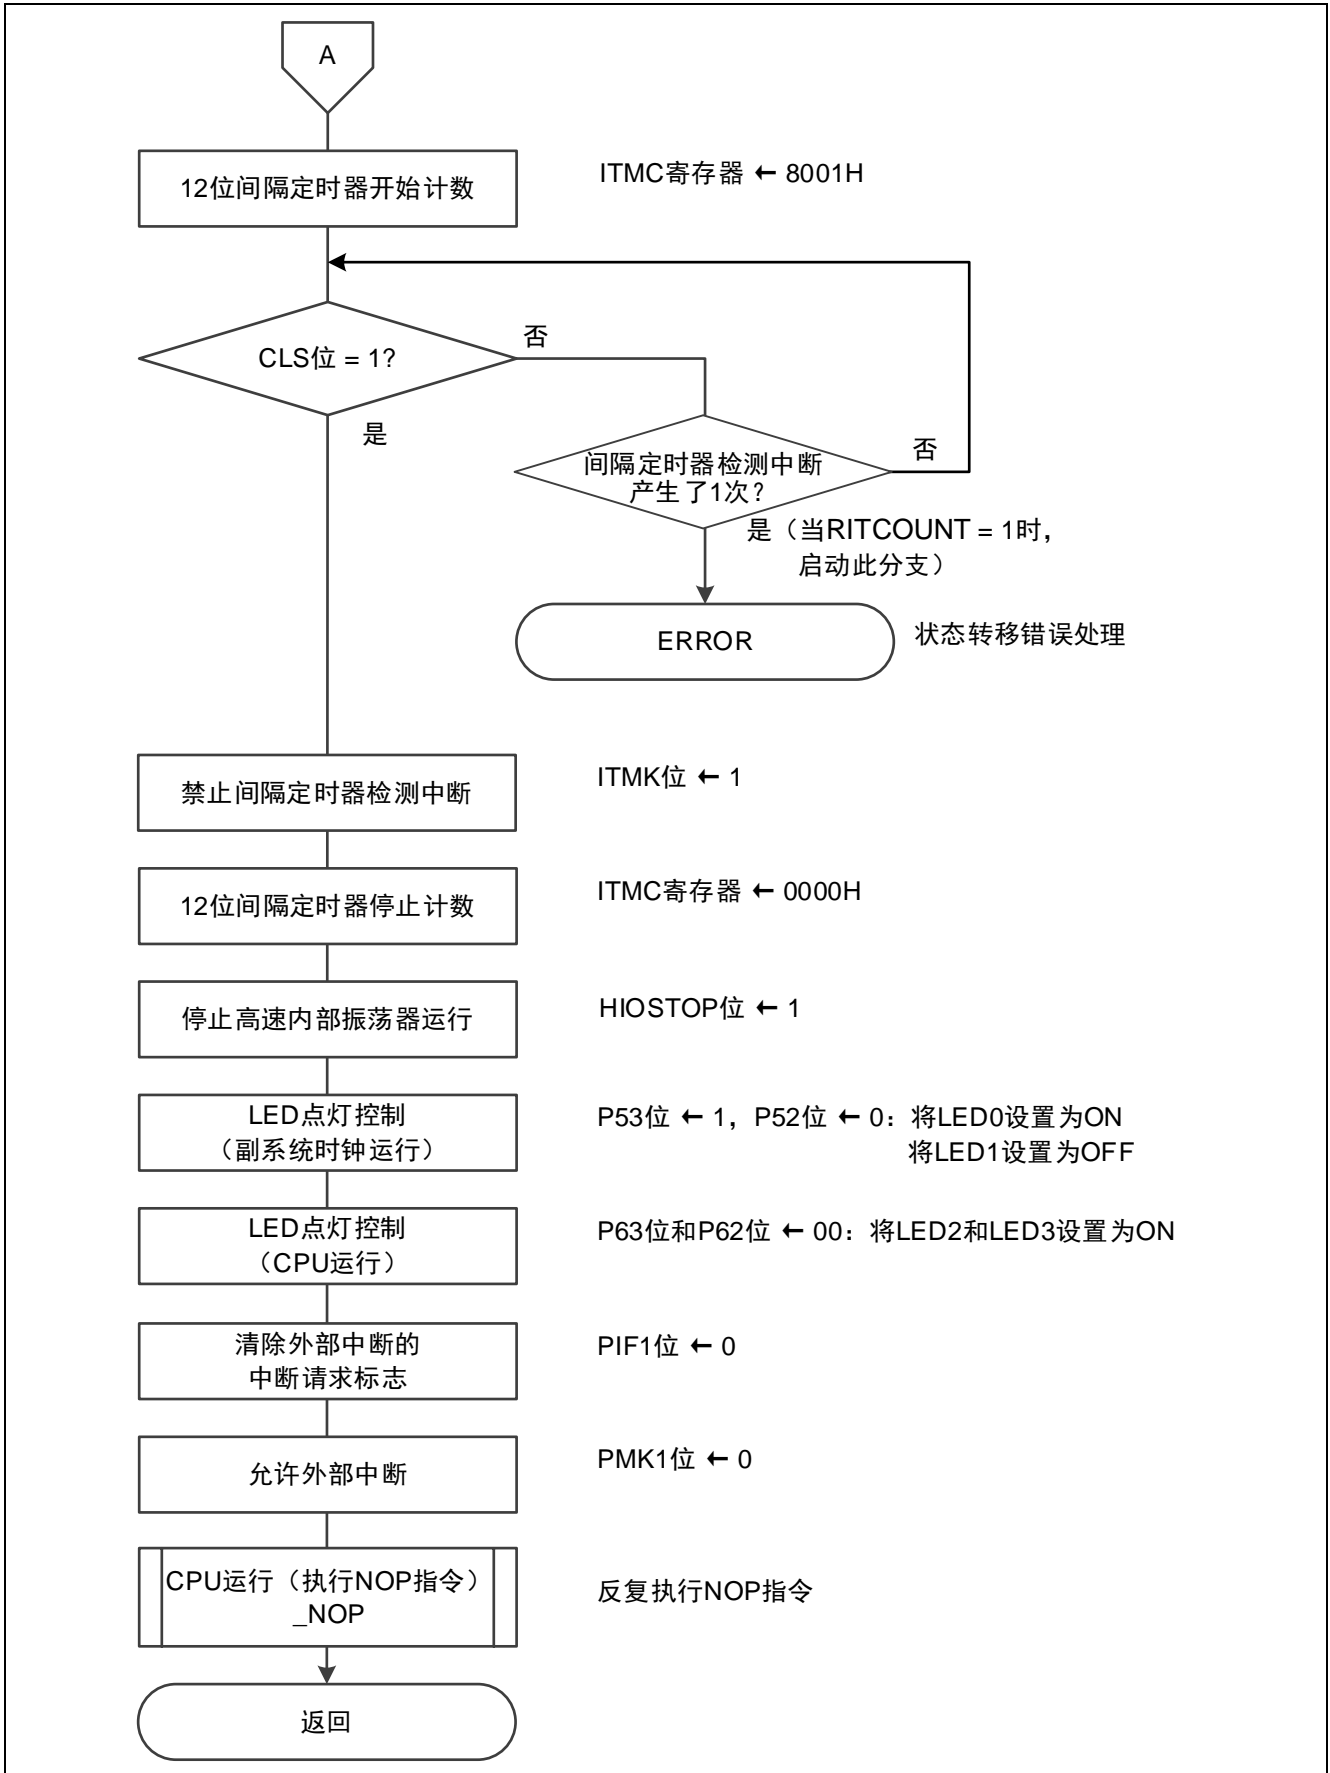 A
12位间隔定时器开始计数
ITMC寄存器 ← 8001H
CLS位 = 1?
否
是
间隔定时器检测中断
产生了1次？
否
是（当RITCOUNT = 1时，
启动此分支）
ERROR
状态转移错误处理
禁止间隔定时器检测中断
ITMK位 ← 1
12位间隔定时器停止计数
ITMC寄存器 ← 0000H
停止高速内部振荡器运行
HIOSTOP位 ← 1
LED点灯控制
（副系统时钟运行）
P53位 ← 1，P52位 ← 0：将LED0设置为ON
将LED1设置为OFF
LED点灯控制
（CPU运行）
P63位和P62位 ← 00：将LED2和LED3设置为ON
清除外部中断的
中断请求标志
PIF1位 ← 0
允许外部中断
PMK1位 ← 0
CPU运行（执行NOP指令）
_NOP
反复执行NOP指令
返回